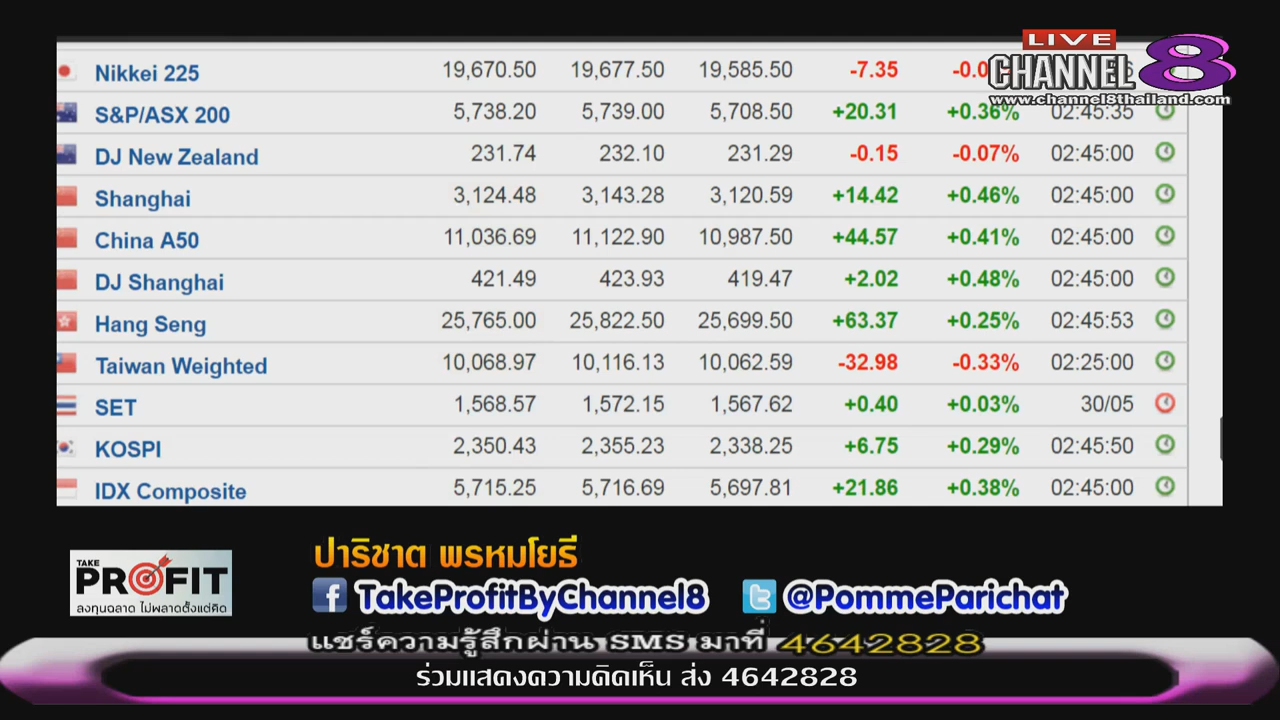 LIVE
CHANNEL 8
www.channel8thailand.com
Nikkei 225 19,670.50 19,677.50 19,585.50 -7.35
S&P/ASX 200 5,738.20 5,739.00 5,708.50 +20.31 +0.36% 02:45:35
DJ New Zealand 231.74 232.10 231.29 -0.15 -0.07% 02:45:00
Shanghai 3,124.48 3,143.28 3,120.59 +14.42 +0.46% 02:45:00
China A50 11,036.69 11,122.90 10,987.50 +44.57 +0.41% 02:45:00
DJ Shanghai 421.49 423.93 419.47 +2.02 +0.48% 02:45:00
Hang Seng 25,765.00 25,822.50 25,699.50 +63.37 +0.25% 02:45:53
Taiwan Weighted 10,068.97 10,116.13 10,062.59 -32.98 -0.33% 02:25:00
SET 1,568.57 1,572.15 1,567.62 +0.40 +0.03% 30/05
KOSPI 2,350.43 2,355.23 2,338.25 +6.75 +0.29% 02:45:50
IDX Composite 5,715.25 5,716.69 5,697.81 +21.86 +0.38% 02:45:00
TAKE
PROFIT
ลงทุนฉลาด ไม่พลาดตั้งแต่คิด
ปาริชาต พรหมโยธี
TakeProfitByChannel8 @PommeParichat
แชร์ความรู้สึกผ่าน SMS มาที่ 4642828
ร่วมแสดงความคิดเห็น ส่ง 4642828